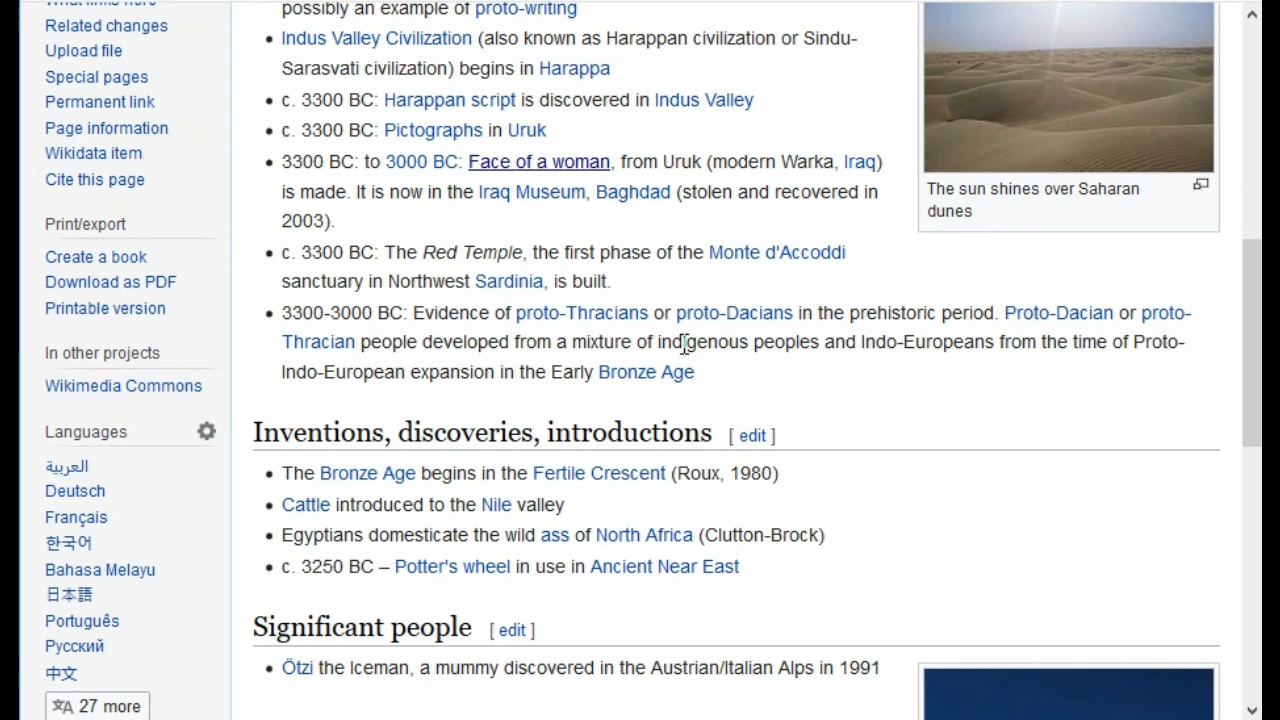 What links here
Related changes
Upload file
Special pages
Permanent link
Page information
Wikidata item
Cite this page
Print/export
Create a book
Download as PDF
Printable version
In other projects
Wikimedia Commons
Languages
العربية
Deutsch
Français
한국어
Bahasa Melayu
日本語
Português
Русский
中文
27 more
possibly an example of proto-writing
Indus Valley Civilization (also known as Harappan civilization or Sindu-
Sarasvati civilization) begins in Harappa
c. 3300 BC: Harappan script is discovered in Indus Valley
c. 3300 BC: Pictographs in Uruk
3300 BC: to 3000 BC: Face of a woman, from Uruk (modern Warka, Iraq)
is made. It is now in the Iraq Museum, Baghdad (stolen and recovered in
2003).
c. 3300 BC: The Red Temple, the first phase of the Monte d'Accoddi
sanctuary in Northwest Sardinia, is built.
3300-3000 BC: Evidence of proto-Thracians or proto-Dacians in the prehistoric period. Proto-Dacian or proto-
Thracian people developed from a mixture of indigenous peoples and Indo-Europeans from the time of Proto-
Indo-European expansion in the Early Bronze Age
The sun shines over Saharan
dunes
Inventions, discoveries, introductions [ edit ]
The Bronze Age begins in the Fertile Crescent (Roux, 1980)
Cattle introduced to the Nile valley
Egyptians domesticate the wild ass of North Africa (Clutton-Brock)
c. 3250 BC – Potter's wheel in use in Ancient Near East
Significant people [ edit ]
Ötzi the Iceman, a mummy discovered in the Austrian/Italian Alps in 1991